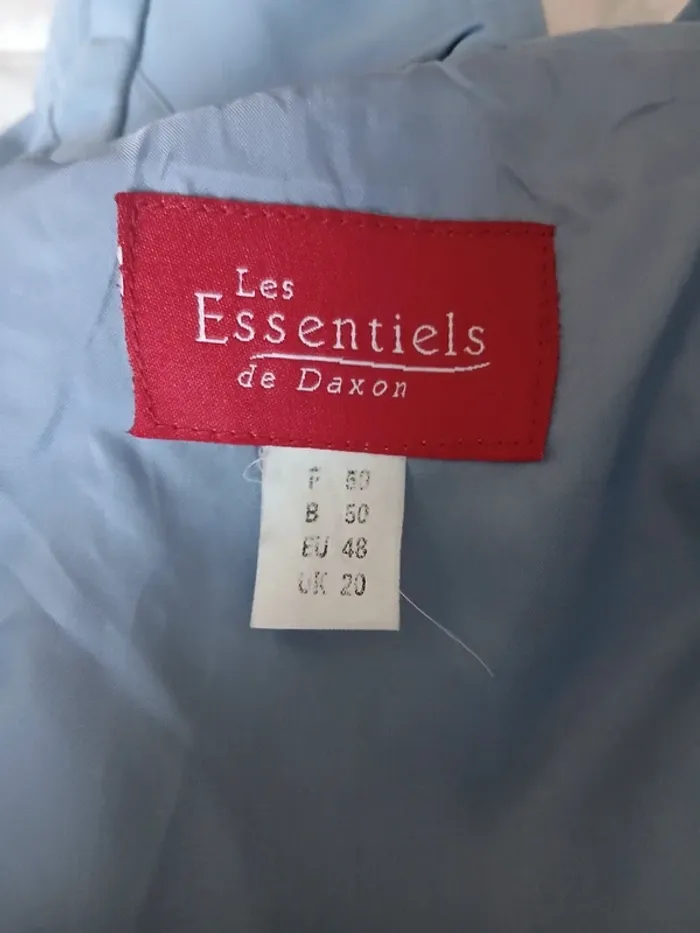 Les
Essentiels
de Daxon
F 50
B 50
EU 48
UK 20